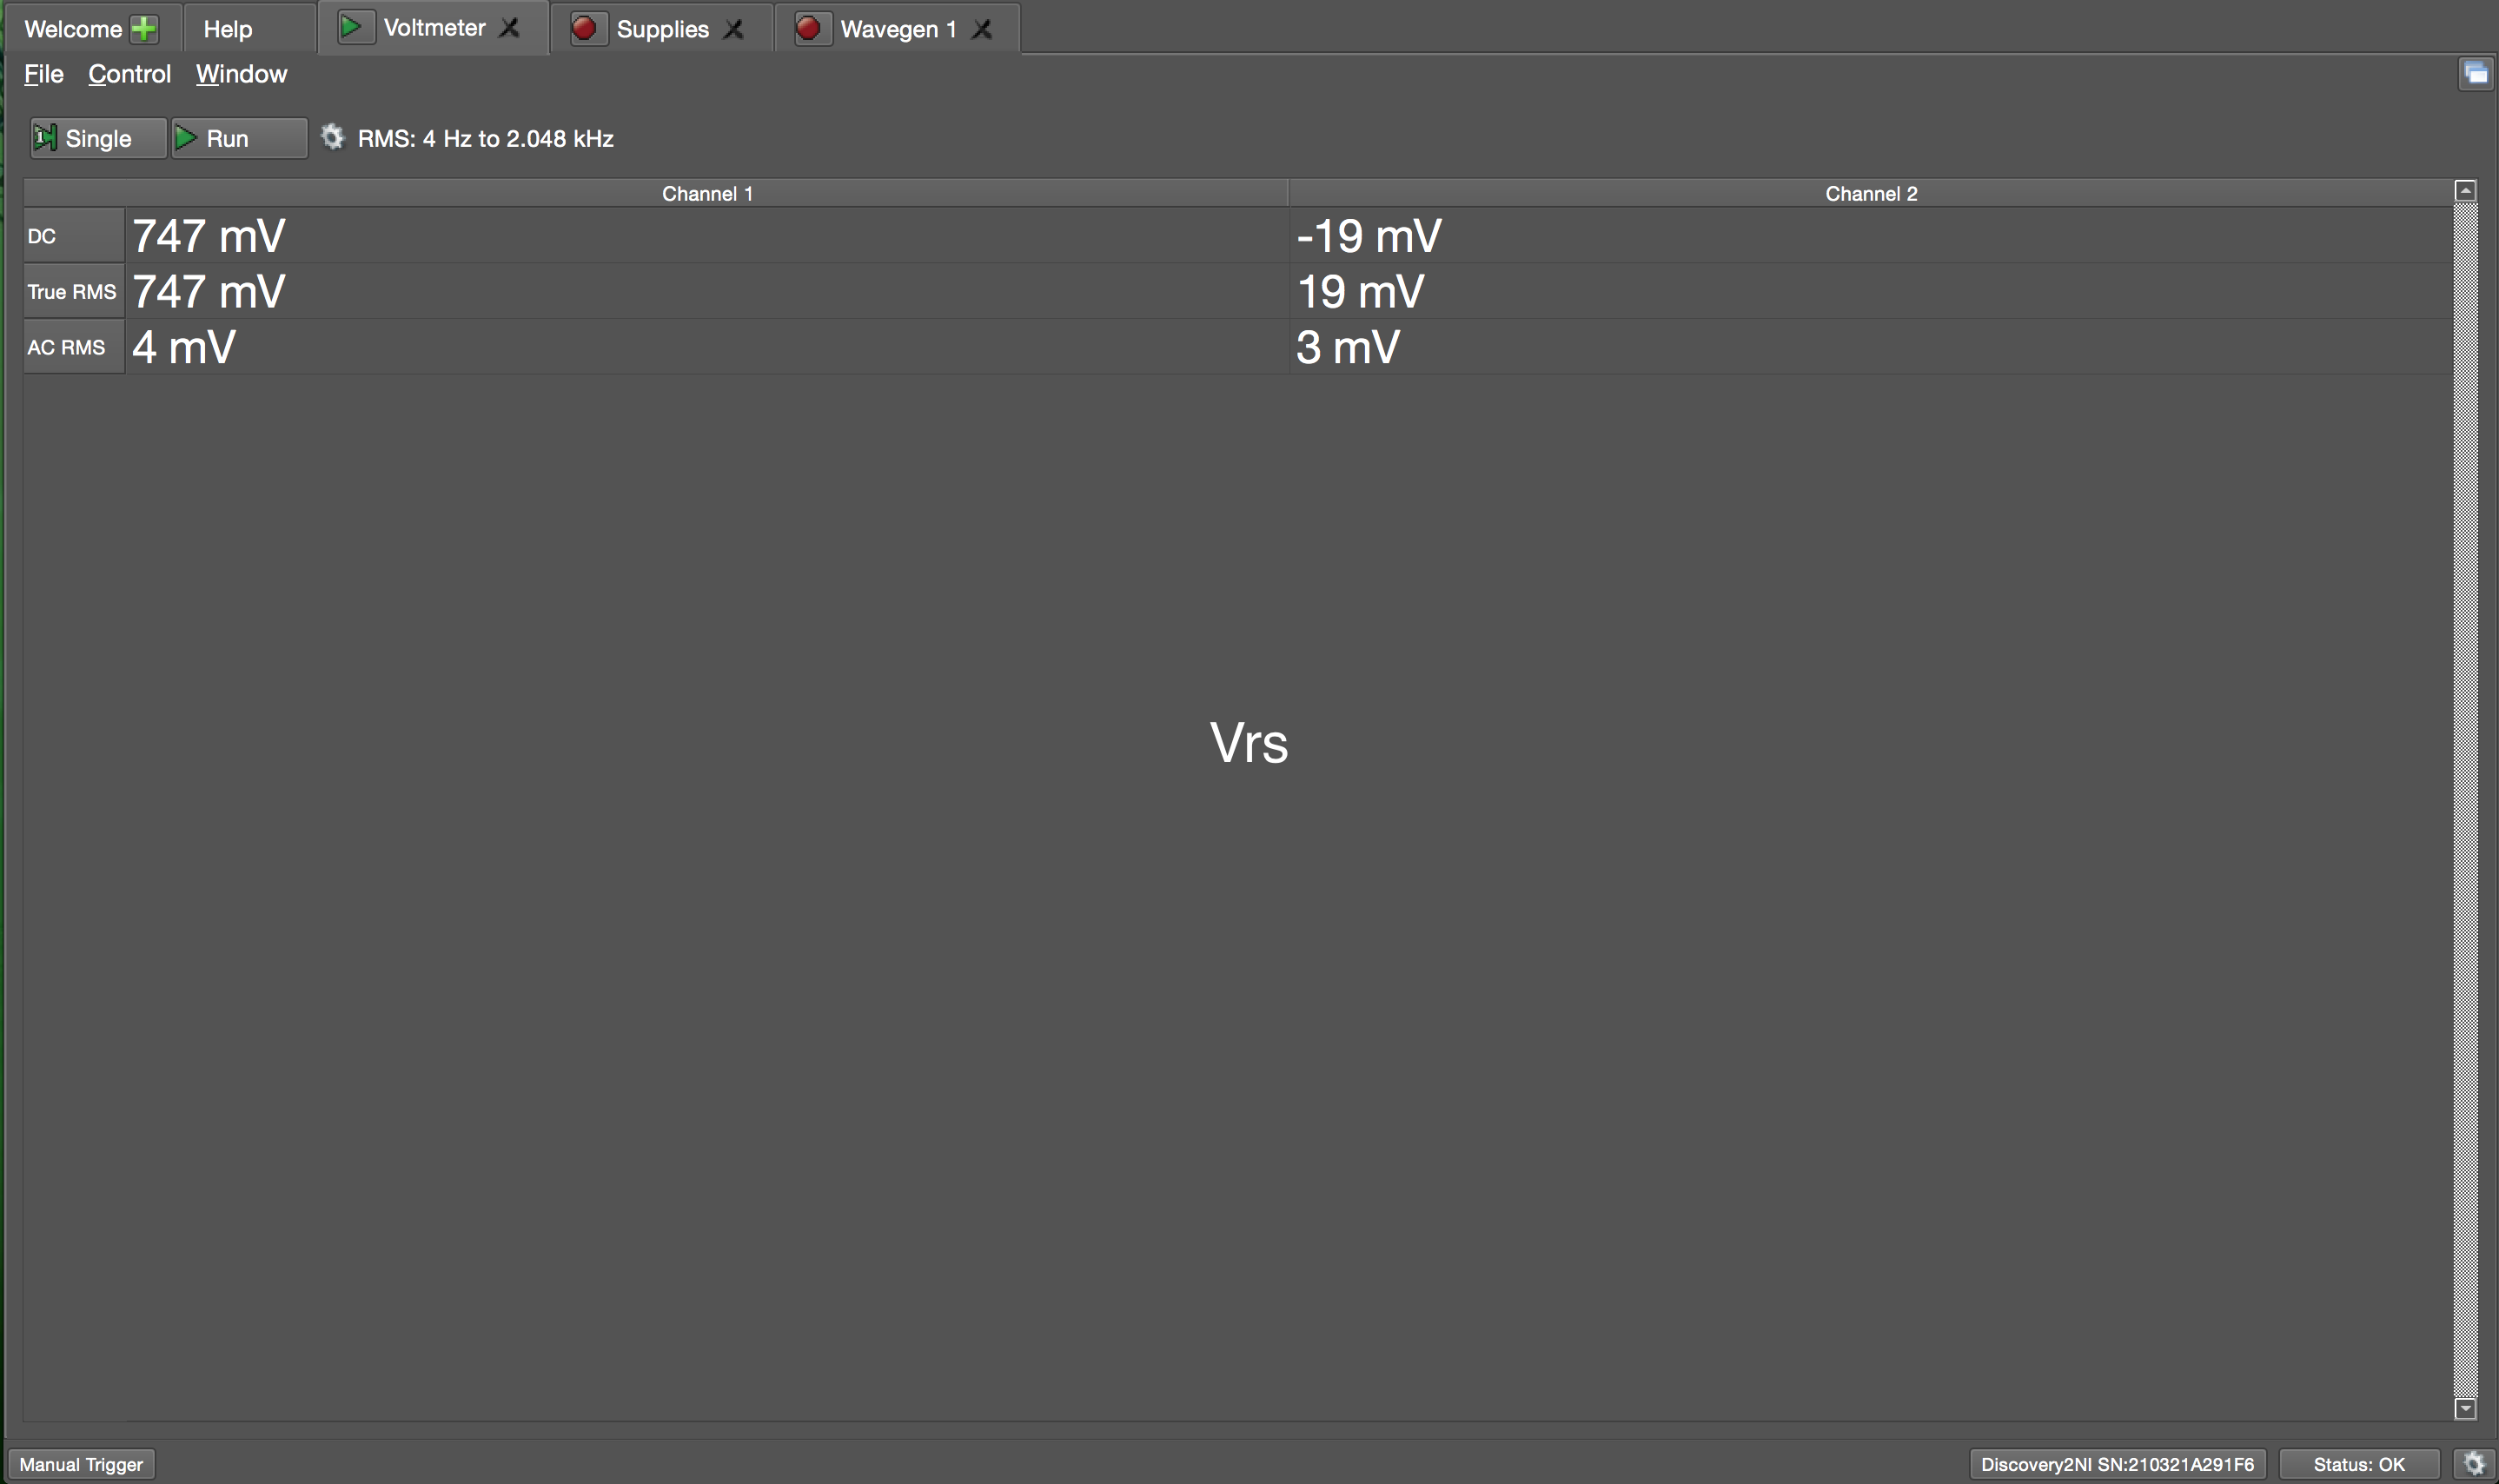 Welcome Help Voltmeter Supplies Wavegen 1
File Control Window
1 Single Run RMS: 4 Hz to 2.048 kHz
Channel 1 Channel 2
DC 747 mV -19 mV
True RMS 747 mV 19 mV
AC RMS 4 mV 3 mV
Vrs
Manual Trigger Discovery2NI SN:210321A291F6 Status: OK